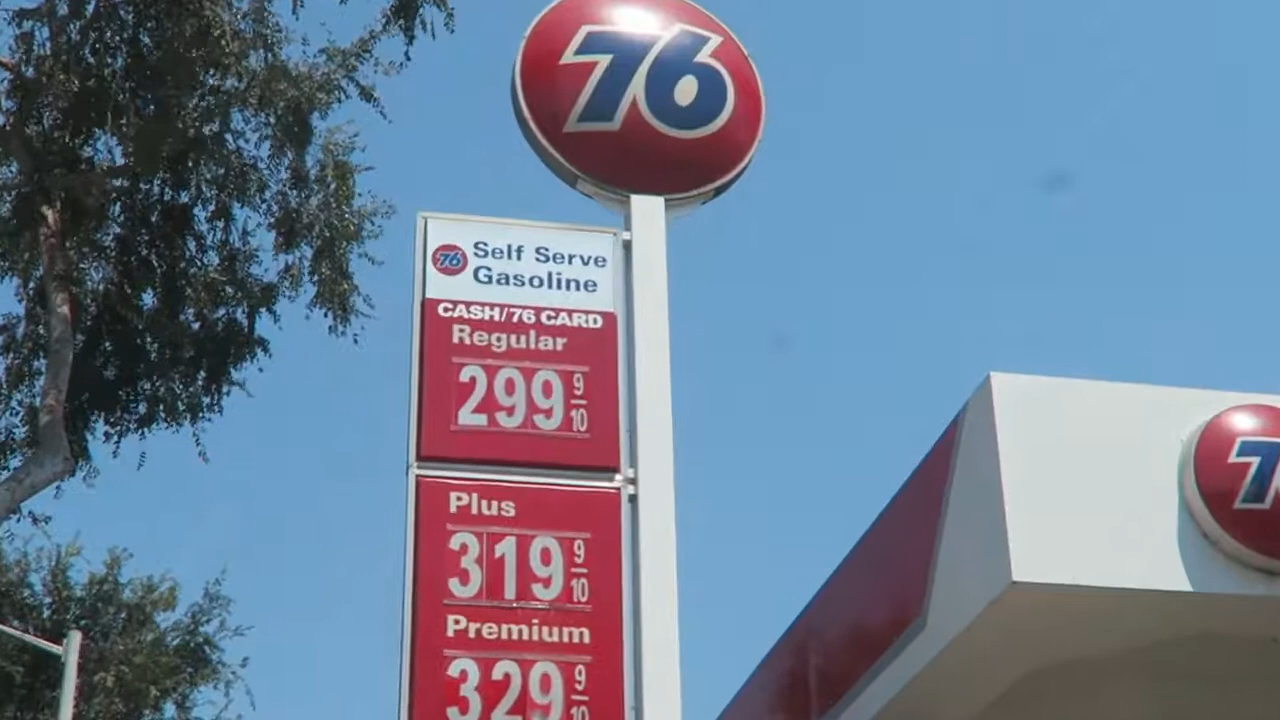 76
76 Self Serve
Gasoline
CASH/76 CARD
Regular
299 9/10
Plus
319 9/10
Premium
329 9/10
7